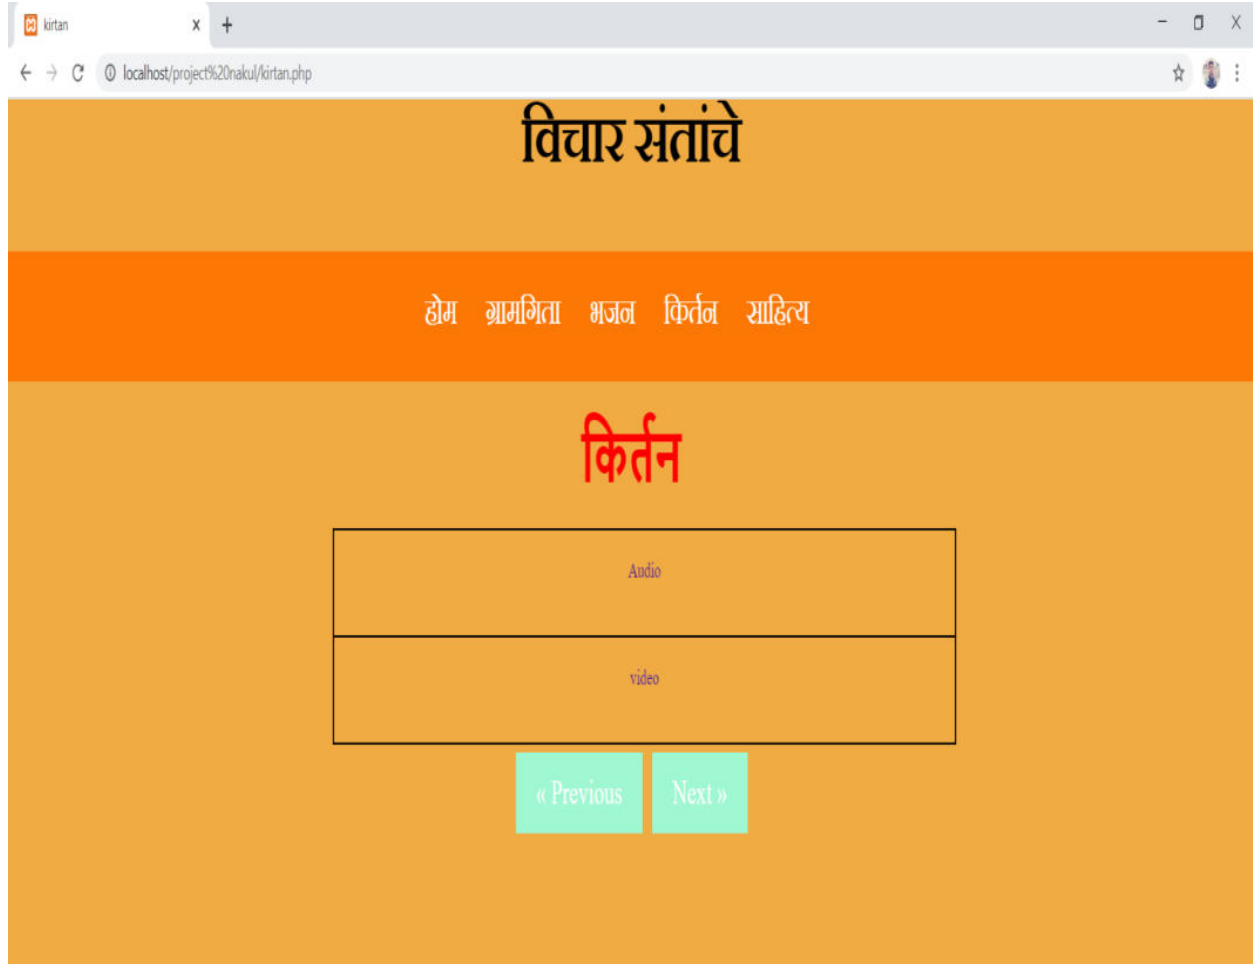 kirtan
localhost/project%20nakul/kirtan.php
विचार संतांचे
होम ग्रामगिता भजन किर्तन साहित्य
किर्तन
Audio
video
« Previous Next »